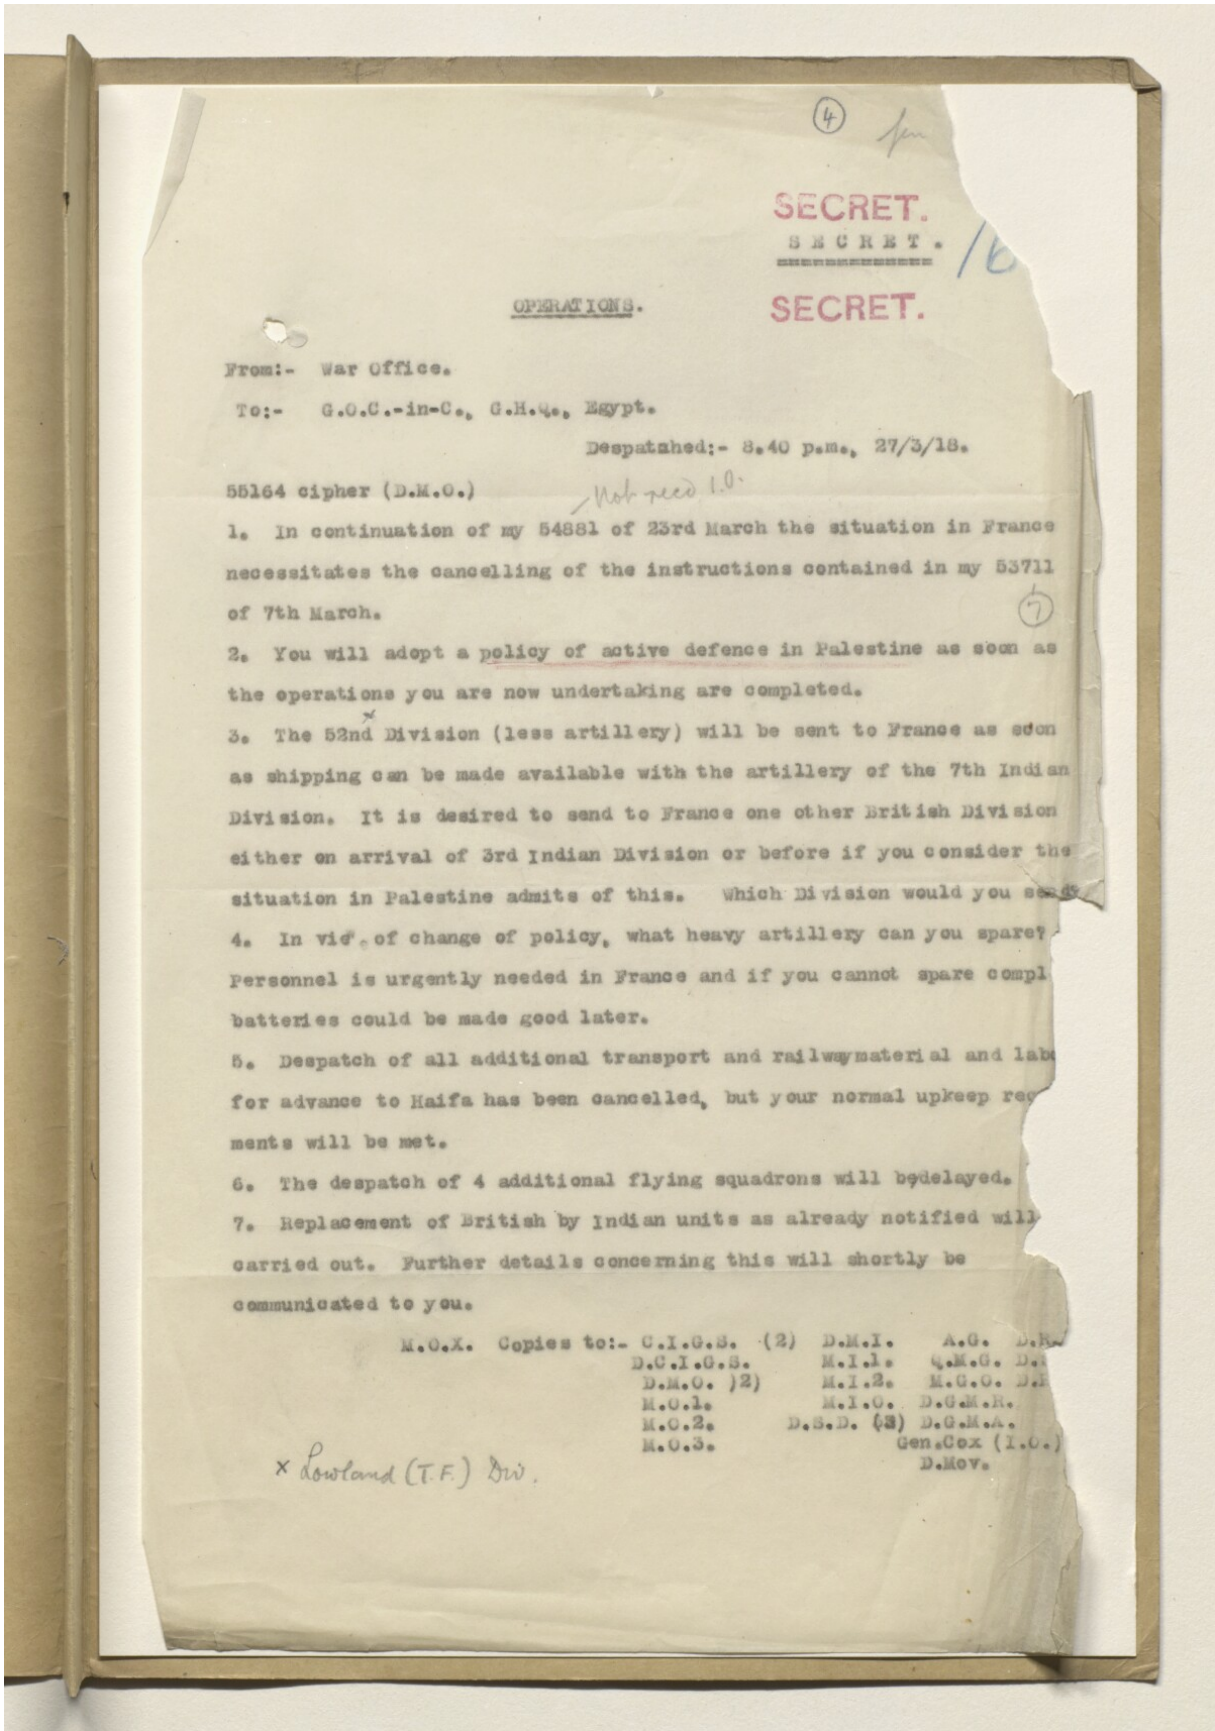 4
SECRET.
SECRET.
16
SECRET.
OPERATIONS.
From:- War Office.
To:- G.O.C.-in-C., G.H.Q., Egypt.
Despatched:- 8.40 p.m., 27/3/18.
55164 cipher (D.M.O.)
Not recd I.O.
1. In continuation of my 54881 of 23rd March the situation in France
necessitates the cancelling of the instructions contained in my 53711
of 7th March.
7
2. You will adopt a policy of active defence in Palestine as soon as
the operations you are now undertaking are completed.
x
3. The 52nd Division (less artillery) will be sent to France as soon
as shipping can be made available with the artillery of the 7th Indian
Division. It is desired to send to France one other British Division
either on arrival of 3rd Indian Division or before if you consider the
situation in Palestine admits of this. Which Division would you send?
4. In vie of change of policy, what heavy artillery can you spare?
Personnel is urgently needed in France and if you cannot spare compl
batteries could be made good later.
5. Despatch of all additional transport and railwaymaterial and labo
for advance to Haifa has been cancelled, but your normal upkeep req
ments will be met.
6. The despatch of 4 additional flying squadrons will be delayed.
7. Replacement of British by Indian units as already notified will
carried out. Further details concerning this will shortly be
communicated to you.
M.O.X. Copies to:- C.I.G.S. (2) D.M.I. A.G. D.R.
D.C.I.G.S. M.I.1. Q.M.G. D.
D.M.O. )2) M.I.2. M.G.O. D.
M.O.1. M.I.O. D.G.M.R.
M.O.2. D.S.D. (3) D.G.M.A.
M.O.3. Gen.Cox (I.O.)
D.Mov.
x Lowland (T.F.) Div.